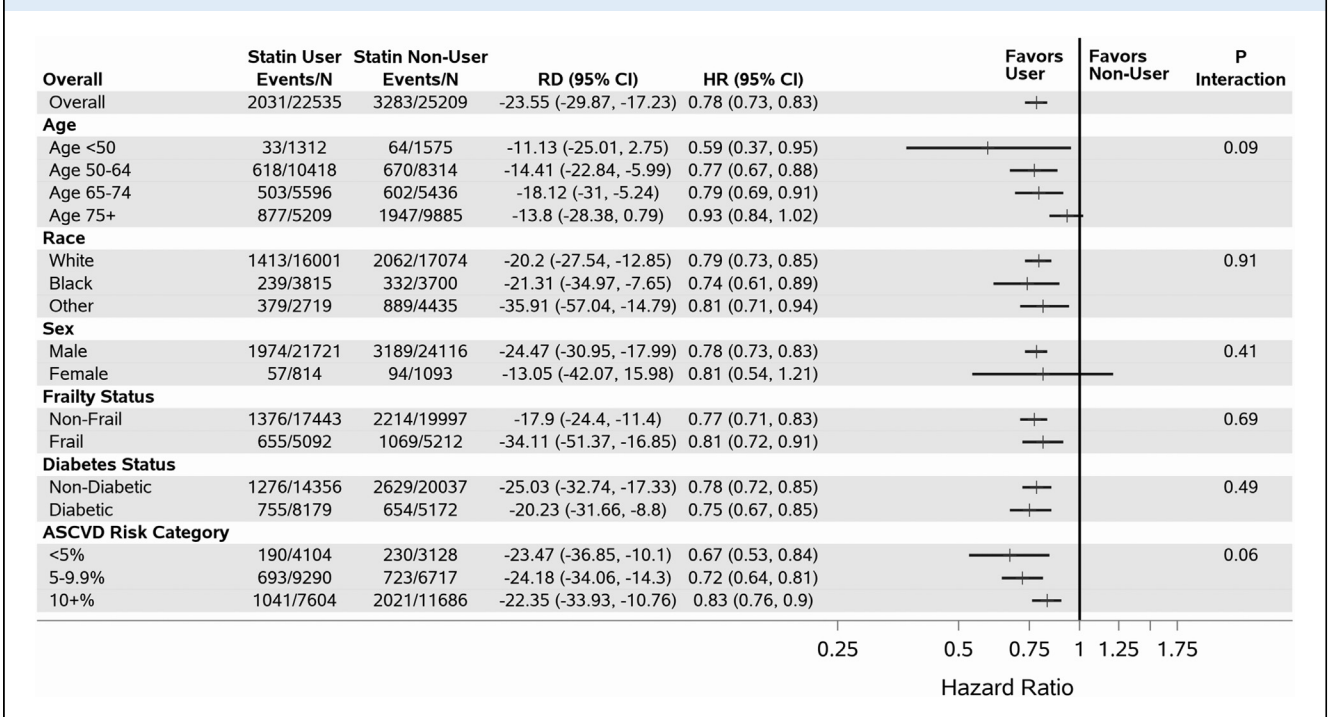 Statin User Statin Non-User Favors Favors P
Overall Events/N Events/N RD (95% CI) HR (95% CI) User Non-User Interaction
Overall 2031/22535 3283/25209 -23.55 (-29.87, -17.23) 0.78 (0.73, 0.83)
Age
Age <50 33/1312 64/1575 -11.13 (-25.01, 2.75) 0.59 (0.37, 0.95) 0.09
Age 50-64 618/10418 670/8314 -14.41 (-22.84, -5.99) 0.77 (0.67, 0.88)
Age 65-74 503/5596 602/5436 -18.12 (-31, -5.24) 0.79 (0.69, 0.91)
Age 75+ 877/5209 1947/9885 -13.8 (-28.38, 0.79) 0.93 (0.84, 1.02)
Race
White 1413/16001 2062/17074 -20.2 (-27.54, -12.85) 0.79 (0.73, 0.85) 0.91
Black 239/3815 332/3700 -21.31 (-34.97, -7.65) 0.74 (0.61, 0.89)
Other 379/2719 889/4435 -35.91 (-57.04, -14.79) 0.81 (0.71, 0.94)
Sex
Male 1974/21721 3189/24116 -24.47 (-30.95, -17.99) 0.78 (0.73, 0.83) 0.41
Female 57/814 94/1093 -13.05 (-42.07, 15.98) 0.81 (0.54, 1.21)
Frailty Status
Non-Frail 1376/17443 2214/19997 -17.9 (-24.4, -11.4) 0.77 (0.71, 0.83) 0.69
Frail 655/5092 1069/5212 -34.11 (-51.37, -16.85) 0.81 (0.72, 0.91)
Diabetes Status
Non-Diabetic 1276/14356 2629/20037 -25.03 (-32.74, -17.33) 0.78 (0.72, 0.85) 0.49
Diabetic 755/8179 654/5172 -20.23 (-31.66, -8.8) 0.75 (0.67, 0.85)
ASCVD Risk Category
<5% 190/4104 230/3128 -23.47 (-36.85, -10.1) 0.67 (0.53, 0.84) 0.06
5-9.9% 693/9290 723/6717 -24.18 (-34.06, -14.3) 0.72 (0.64, 0.81)
10+% 1041/7604 2021/11686 -22.35 (-33.93, -10.76) 0.83 (0.76, 0.9)
0.25 0.5 0.75 1 1.25 1.75
Hazard Ratio